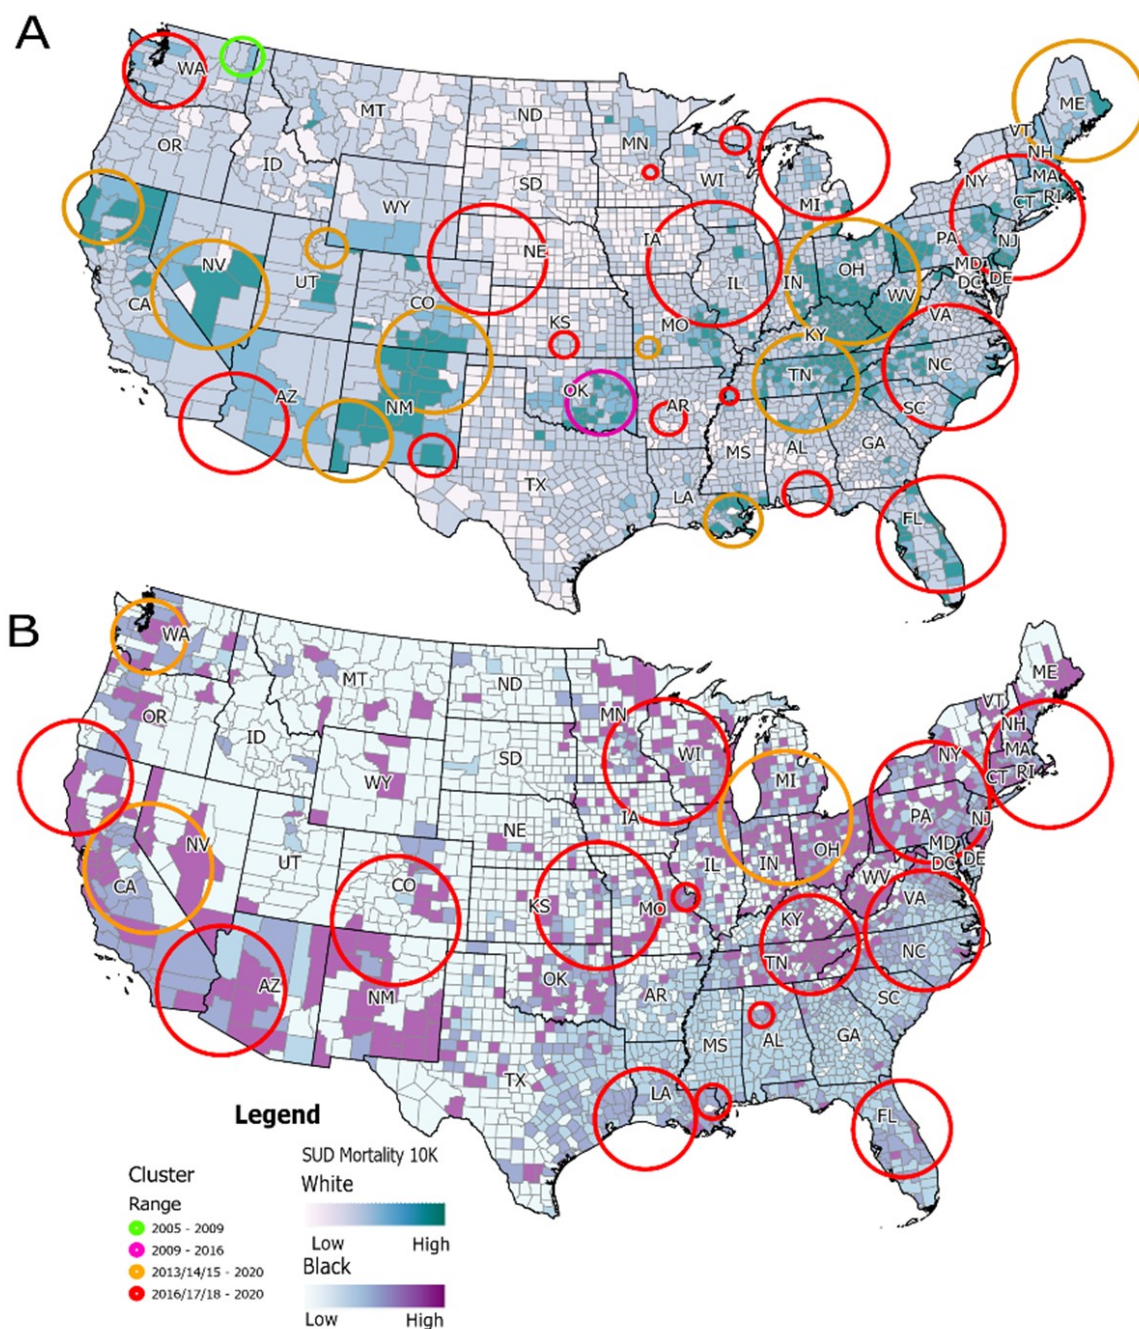 A
WA
MT
ND
MN
ME
VT
NH
OR
ID
SD
WI
MI
NY
MA
CT
RI
WY
NE
IA
PA
NJ
NV
UT
IL
IN
OH
MD
DE
DC
CA
CO
WV
VA
KS
MO
KY
AZ
NM
OK
AR
TN
NC
SC
MS
AL
GA
TX
LA
FL
B
WA
MT
ND
MN
ME
VT
NH
OR
ID
SD
WI
MI
NY
MA
CT
RI
WY
NE
IA
PA
NJ
NV
UT
IL
IN
OH
MD
DE
DC
CA
CO
WV
VA
KS
MO
KY
AZ
NM
OK
AR
TN
NC
SC
MS
AL
GA
TX
LA
FL
Legend
Cluster
Range
2005 - 2009
2009 - 2016
2013/14/15 - 2020
2016/17/18 - 2020
SUD Mortality 10K
White
Low High
Black
Low High